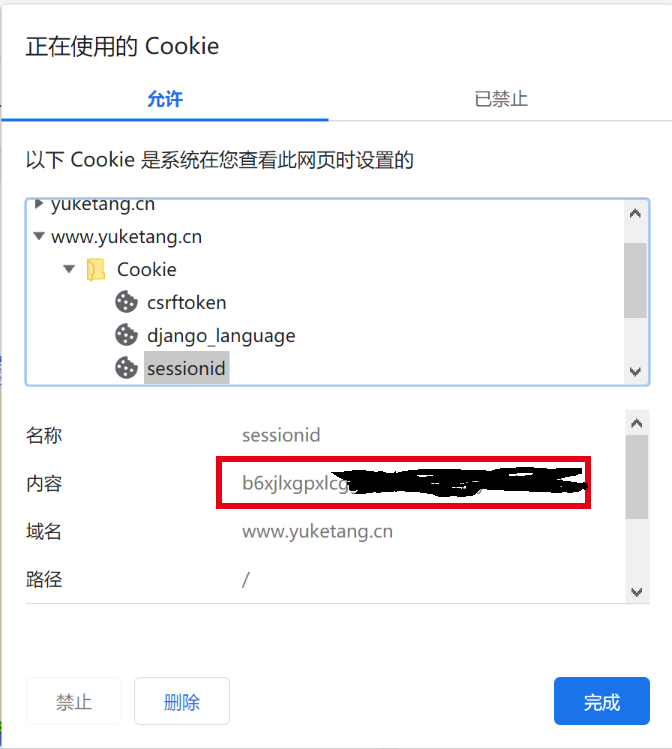 正在使用的 Cookie
允许 已禁止
以下 Cookie 是系统在您查看此网页时设置的
yuketang.cn
www.yuketang.cn
Cookie
csrftoken
django_language
sessionid
名称 sessionid
内容 b6xjlxgpxlcg
域名 www.yuketang.cn
路径 /
禁止 删除 完成